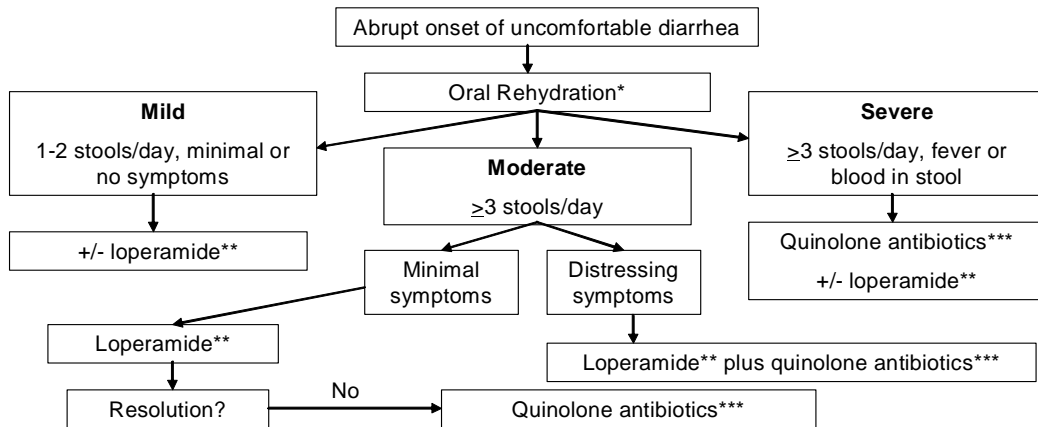 Abrupt onset of uncomfortable diarrhea
Oral Rehydration*
Mild
1-2 stools/day, minimal or
no symptoms
Moderate
≥3 stools/day
Severe
≥3 stools/day, fever or
blood in stool
+/- loperamide**
Minimal
symptoms
Distressing
symptoms
Quinolone antibiotics***
+/- loperamide**
Loperamide**
Loperamide** plus quinolone antibiotics***
Resolution?
No
Quinolone antibiotics***